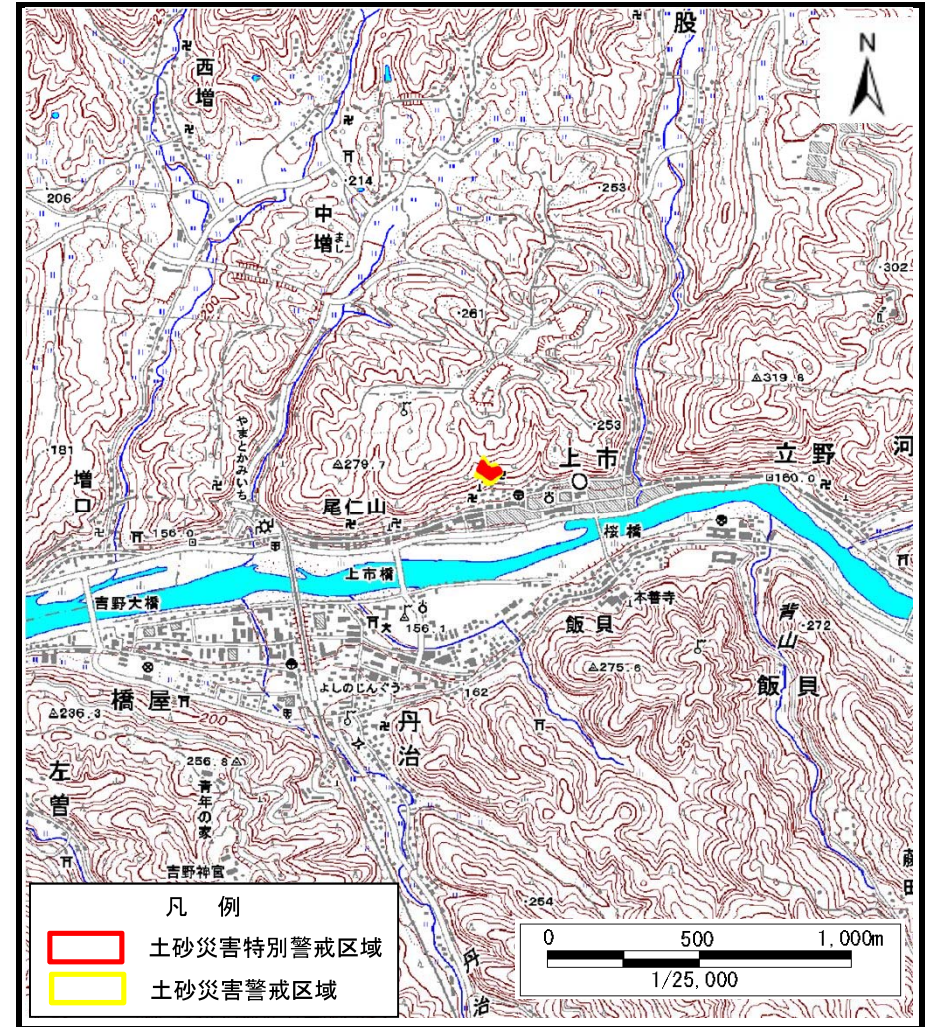 股
N
西増
214
206
253
中増
まし
302
261
319.6
253
181
やまとかみいち
279.7
上市
立野
河
増口
尾仁山
160.0
156.0
桜橋
上市橋
吉野大橋
本善寺
156.1
飯貝
背山
272
275.6
よしのじんぐう
162
飯貝
橋屋
丹治
236.3
200
256.8
左曽
青年の家
吉野神宮
254
丹治
凡 例
土砂災害特別警戒区域
土砂災害警戒区域
0 500 1,000m
1/25,000